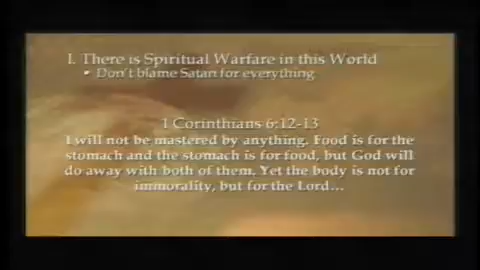 I. There is Spiritual Warfare in this World
• Don't blame Satan for everything
1 Corinthians 6:12-13
I will not be mastered by anything. Food is for the
stomach and the stomach is for food, but God will
do away with both of them. Yet the body is not for
immorality, but for the Lord...